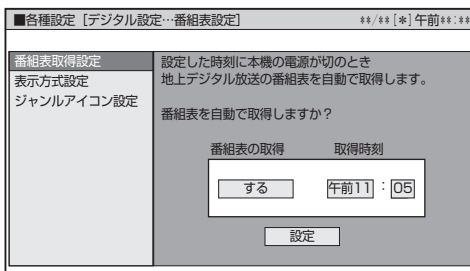 ■各種設定［デジタル設定…番組表設定］ **/**[*]午前**:**
番組表取得設定
表示方式設定
ジャンルアイコン設定
設定した時刻に本機の電源が切のとき
地上デジタル放送の番組表を自動で取得します。
番組表を自動で取得しますか？
番組表の取得 取得時刻
する 午前11 : 05
設定